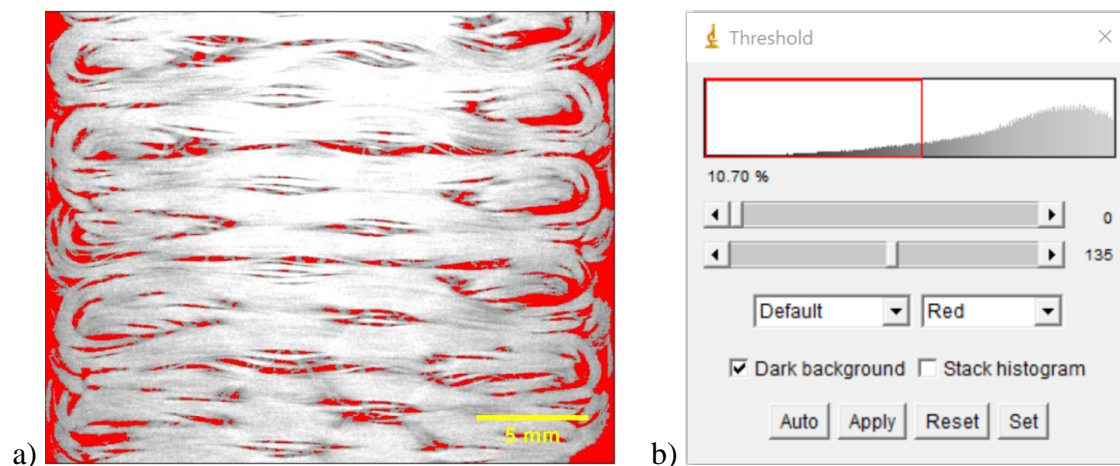 5 mm
a)
Threshold
10.70 %
0
135
Default Red
Dark background Stack histogram
Auto Apply Reset Set
b)